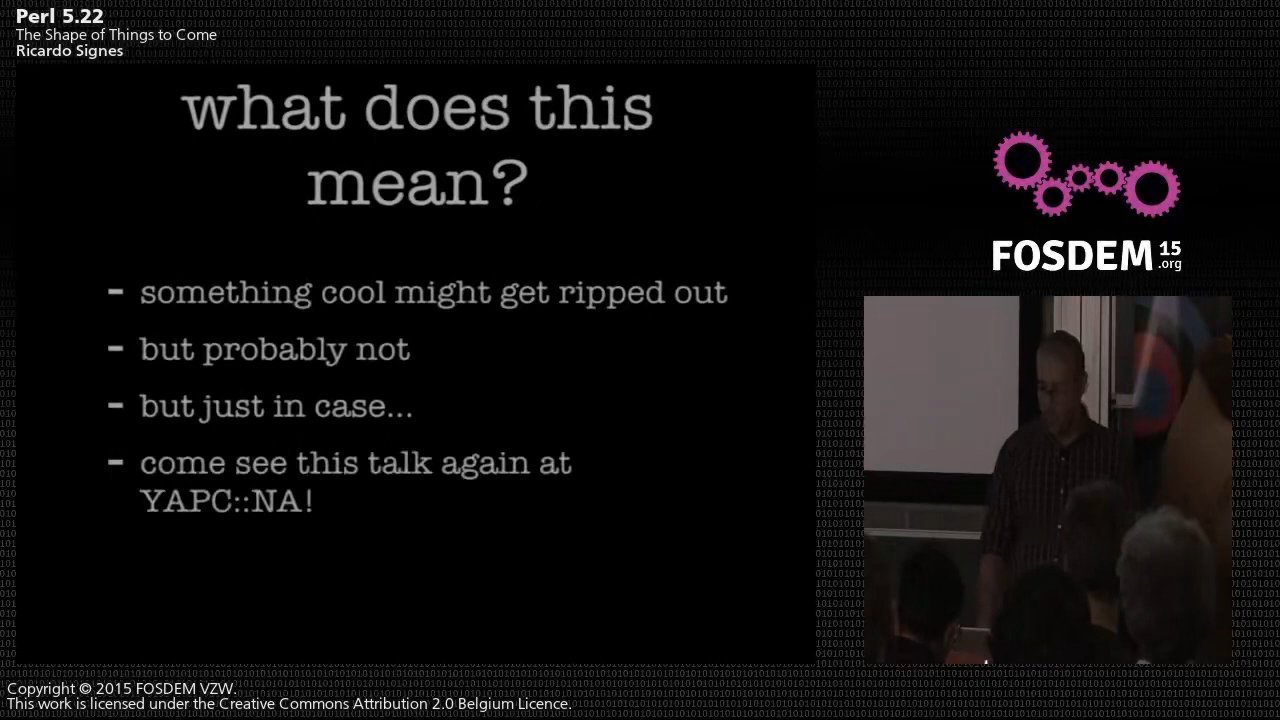 Perl 5.22
The Shape of Things to Come
Ricardo Signes
what does this
mean?
- something cool might get ripped out
- but probably not
- but just in case...
- come see this talk again at
YAPC::NA!
FOSDEM 15
.org
Copyright © 2015 FOSDEM VZW.
This work is licensed under the Creative Commons Attribution 2.0 Belgium Licence.